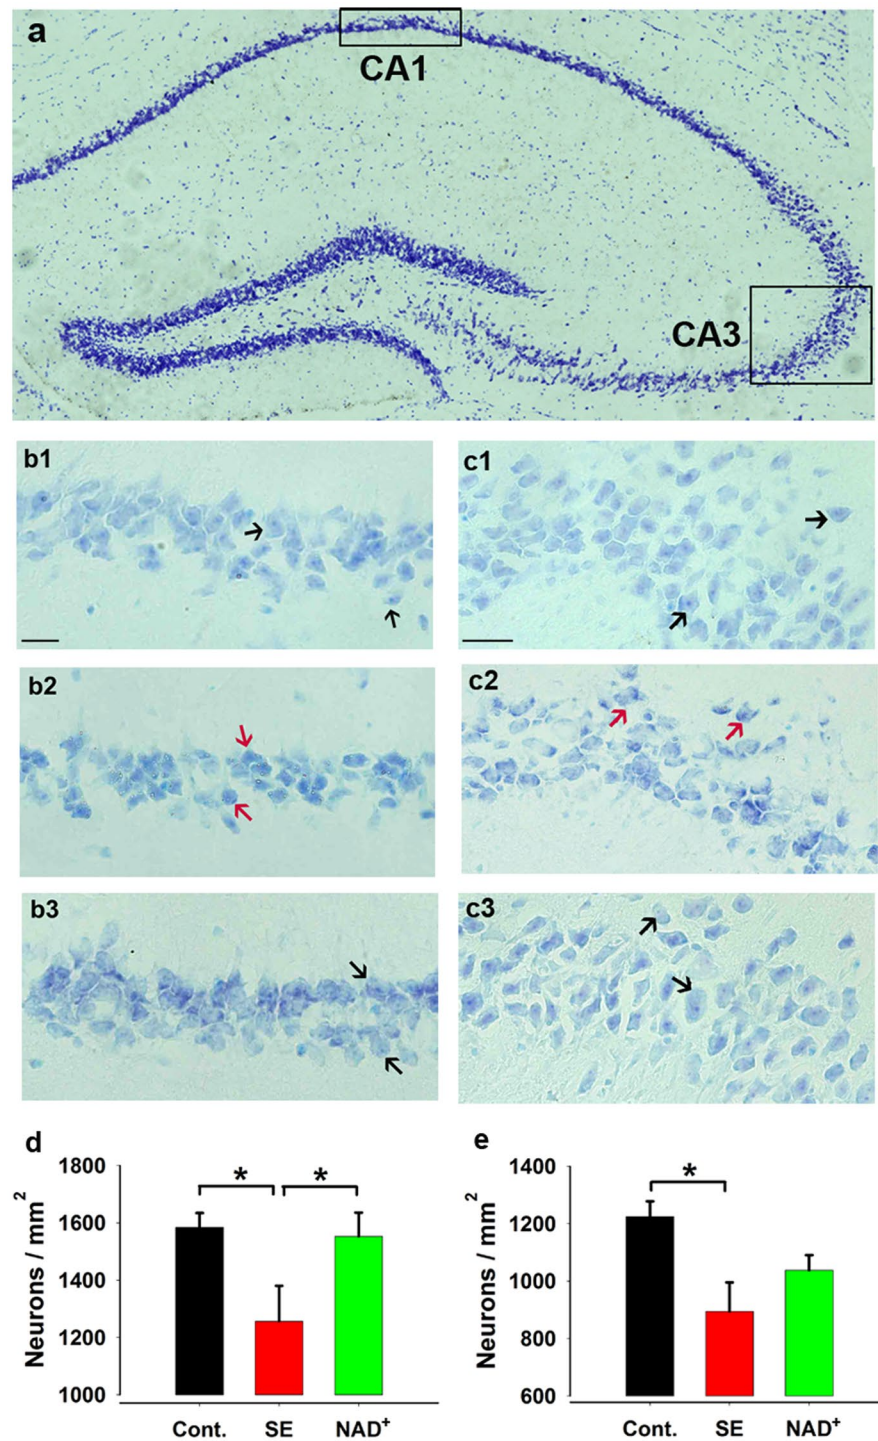 a
CA1
CA3
b1
c1
b2
c2
b3
c3
d
e
Neurons / mm²
1800
1600
1400
1200
1000
*
*
Cont.
SE
NAD⁺
Neurons / mm²
1400
1200
1000
800
600
*
Cont.
SE
NAD⁺